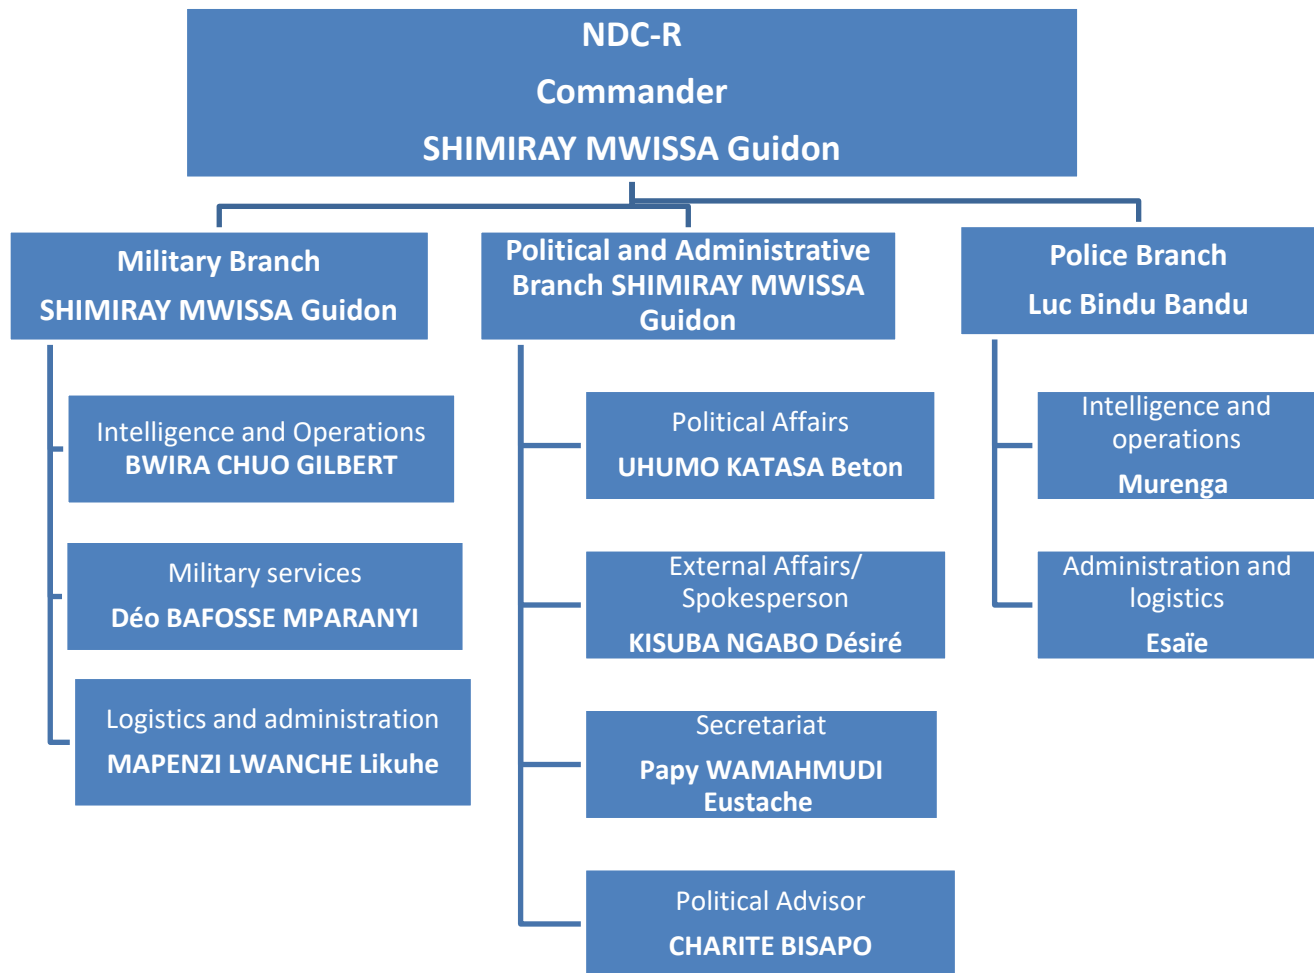 NDC-R
Commander
SHIMIRAY MWISSA Guidon
Military Branch
SHIMIRAY MWISSA Guidon
Intelligence and Operations
BWIRA CHUO GILBERT
Military services
Déo BAFOSSE MPARANYI
Logistics and administration
MAPENZI LWANCHE Likuhe
Political and Administrative
Branch SHIMIRAY MWISSA
Guidon
Political Affairs
UHUMO KATASA Beton
External Affairs/
Spokesperson
KISUBA NGABO Désiré
Secretariat
Papy WAMAHMUDI
Eustache
Political Advisor
CHARITE BISAPO
Police Branch
Luc Bindu Bandu
Intelligence and
operations
Murenga
Administration and
logistics
Esaïe